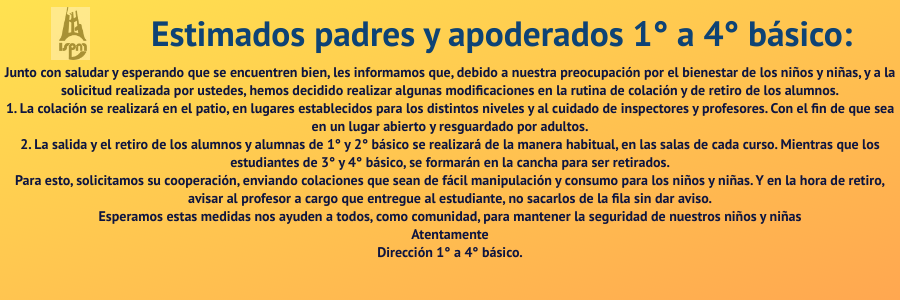 ispm
Estimados padres y apoderados 1° a 4° básico:
Junto con saludar y esperando que se encuentren bien, les informamos que, debido a nuestra preocupación por el bienestar de los niños y niñas, y a la
solicitud realizada por ustedes, hemos decidido realizar algunas modificaciones en la rutina de colación y de retiro de los alumnos.
1. La colación se realizará en el patio, en lugares establecidos para los distintos niveles y al cuidado de inspectores y profesores. Con el fin de que sea
en un lugar abierto y resguardado por adultos.
2. La salida y el retiro de los alumnos y alumnas de 1° y 2° básico se realizará de la manera habitual, en las salas de cada curso. Mientras que los
estudiantes de 3° y 4° básico, se formarán en la cancha para ser retirados.
Para esto, solicitamos su cooperación, enviando colaciones que sean de fácil manipulación y consumo para los niños y niñas. Y en la hora de retiro,
avisar al profesor a cargo que entregue al estudiante, no sacarlos de la fila sin dar aviso.
Esperamos estas medidas nos ayuden a todos, como comunidad, para mantener la seguridad de nuestros niños y niñas
Atentamente
Dirección 1° a 4° básico.